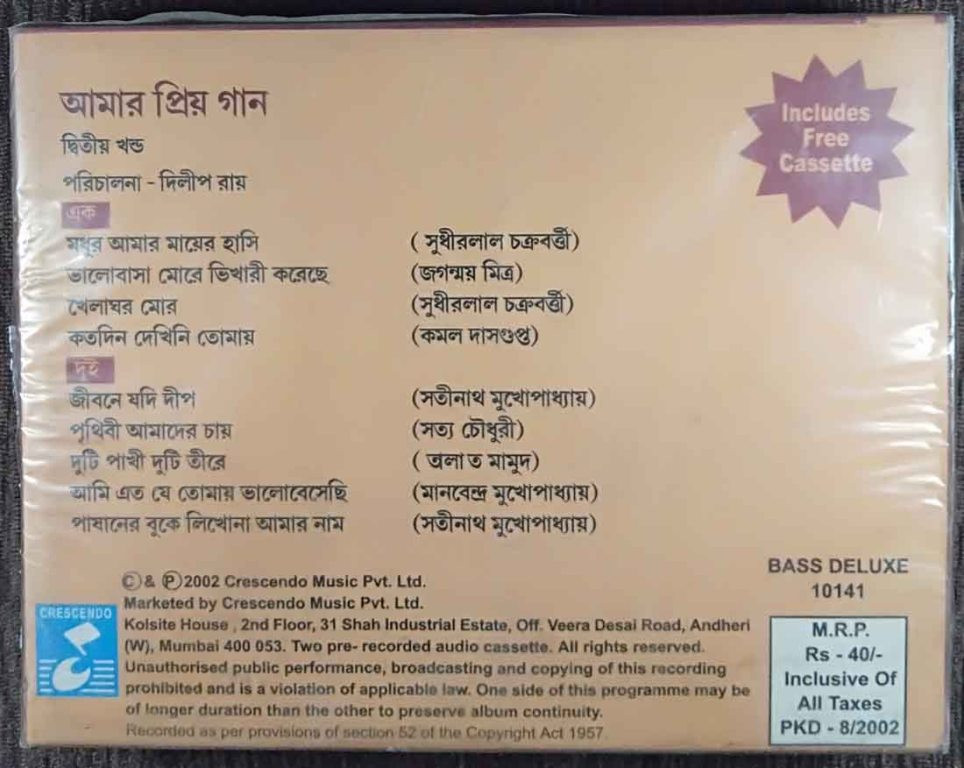 আমার প্রিয় গান
দ্বিতীয় খন্ড
পরিচালনা - দিলীপ রায়
Includes
Free
Cassette
এক
মধুর আমার মায়ের হাসি ( সুধীরলাল চক্রবর্ত্তী)
ভালোবাসা মোরে ভিখারী করেছে (জগন্ময় মিত্র)
খেলাঘর মোর (সুধীরলাল চক্রবর্ত্তী)
কতদিন দেখিনি তোমায় (কমল দাসগুপ্ত)
দুই
জীবনে যদি দীপ (সতীনাথ মুখোপাধ্যায়)
পৃথিবী আমাদের চায় (সত্য চৌধুরী)
দুটি পাখী দুটি তীরে ( তালাত মামুদ)
আমি এত যে তোমায় ভালোবেসেছি (মানবেন্দ্র মুখোপাধ্যায়)
পাষানের বুকে লিখোনা আমার নাম (সতীনাথ মুখোপাধ্যায়)
© & ℗ 2002 Crescendo Music Pvt. Ltd.
Marketed by Crescendo Music Pvt. Ltd.
Kolsite House , 2nd Floor, 31 Shah Industrial Estate, Off. Veera Desai Road, Andheri
(W), Mumbai 400 053. Two pre- recorded audio cassette. All rights reserved.
Unauthorised public performance, broadcasting and copying of this recording
prohibited and is a violation of applicable law. One side of this programme may be
of longer duration than the other to preserve album continuity.
Recorded as per provisions of section 52 of the Copyright Act 1957.
CRESCENDO
BASS DELUXE
10141
M.R.P.
Rs - 40/-
Inclusive Of
All Taxes
PKD - 8/2002